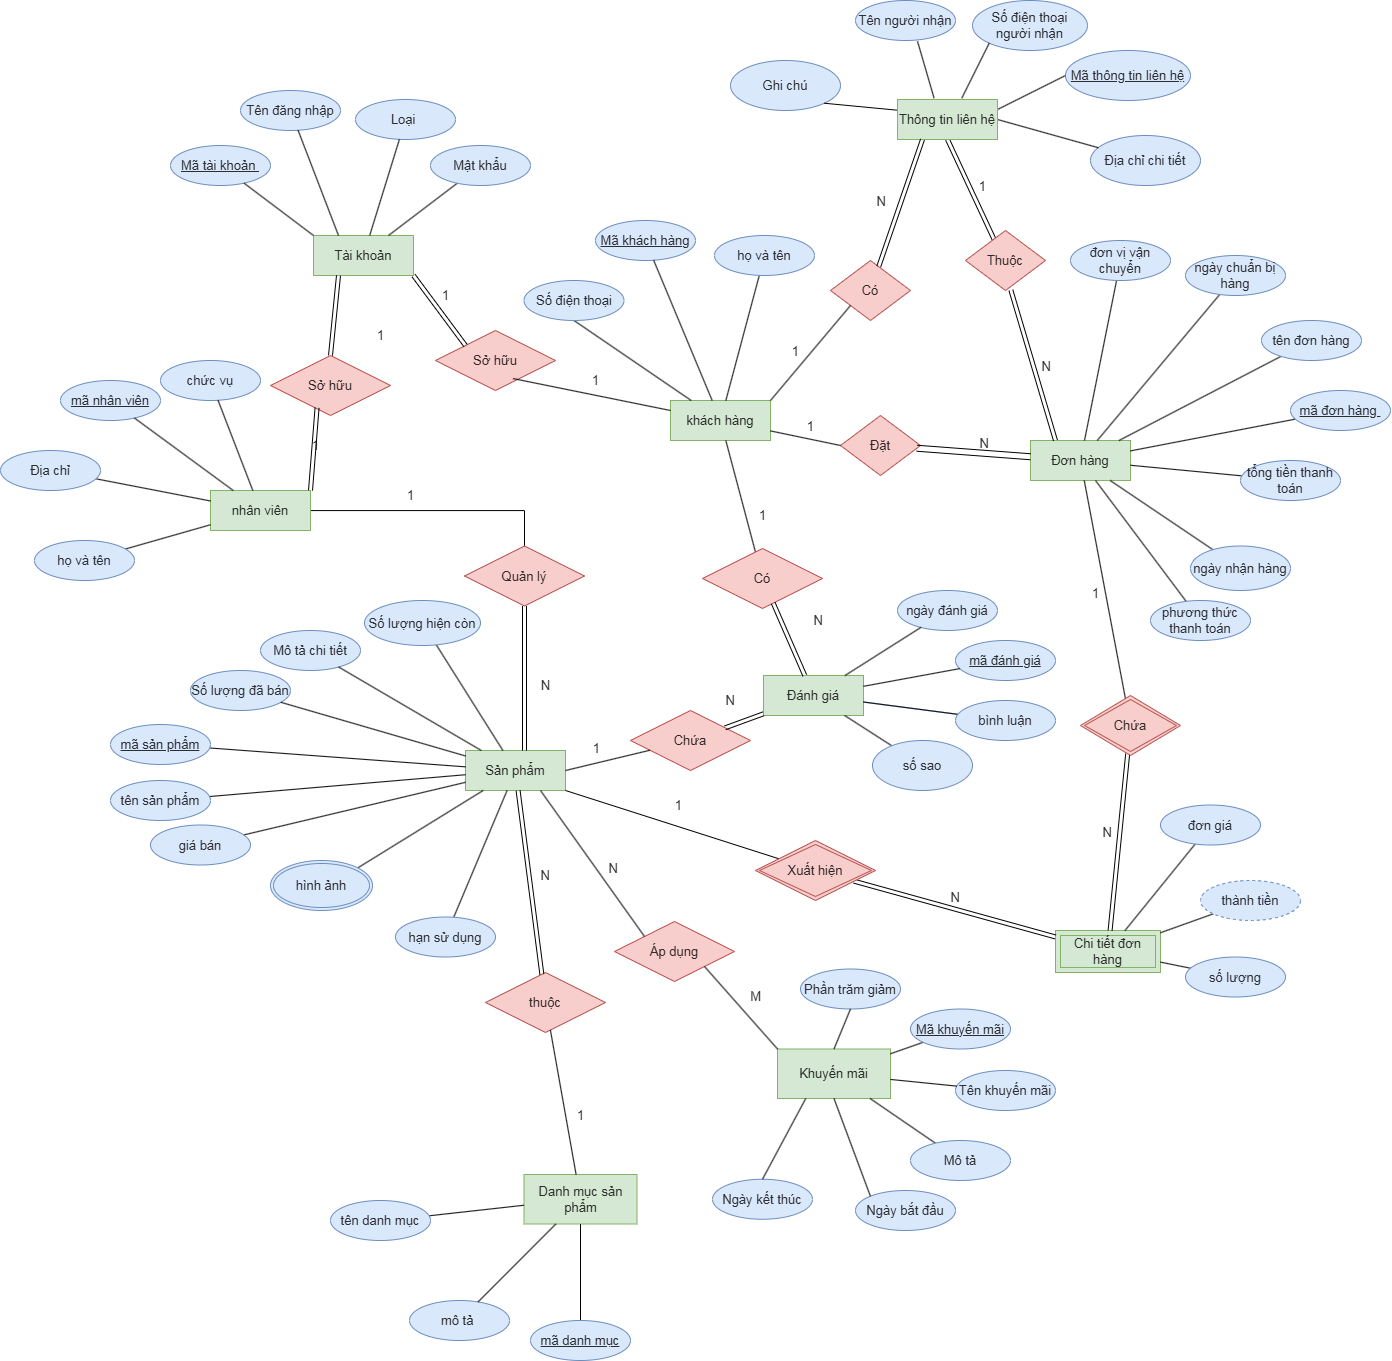 Tên người nhận
Số điện thoại
người nhận
Ghi chú
Mã thông tin liên hệ
Thông tin liên hệ
Địa chỉ chi tiết
Tên đăng nhập
Loại
Mã tài khoản
Mật khẩu
Tài khoản
N
1
Mã khách hàng
họ và tên
Số điện thoại
Có
Thuộc
đơn vị vận
chuyển
ngày chuẩn bị
hàng
tên đơn hàng
mã đơn hàng
tổng tiền thanh
toán
1
1
Sở hữu
1
Sở hữu
1
N
chức vụ
mã nhân viên
Địa chỉ
họ và tên
nhân viên
1
1
khách hàng
1
Đặt
N
Đơn hàng
ngày nhận hàng
phương thức
thanh toán
1
Quản lý
1
Có
N
1
ngày đánh giá
mã đánh giá
Đánh giá
bình luận
số sao
Số lượng hiện còn
Mô tả chi tiết
Số lượng đã bán
mã sản phẩm
tên sản phẩm
giá bán
hình ảnh
hạn sử dụng
N
Sản phẩm
1
Chứa
N
Chứa
1
Xuất hiện
N
N
đơn giá
thành tiền
Chi tiết đơn
hàng
số lượng
N
N
Áp dụng
M
thuộc
1
Phần trăm giảm
Mã khuyến mãi
Khuyến mãi
Tên khuyến mãi
Mô tả
Ngày kết thúc
Ngày bắt đầu
Danh mục sản
phẩm
tên danh mục
mô tả
mã danh mục